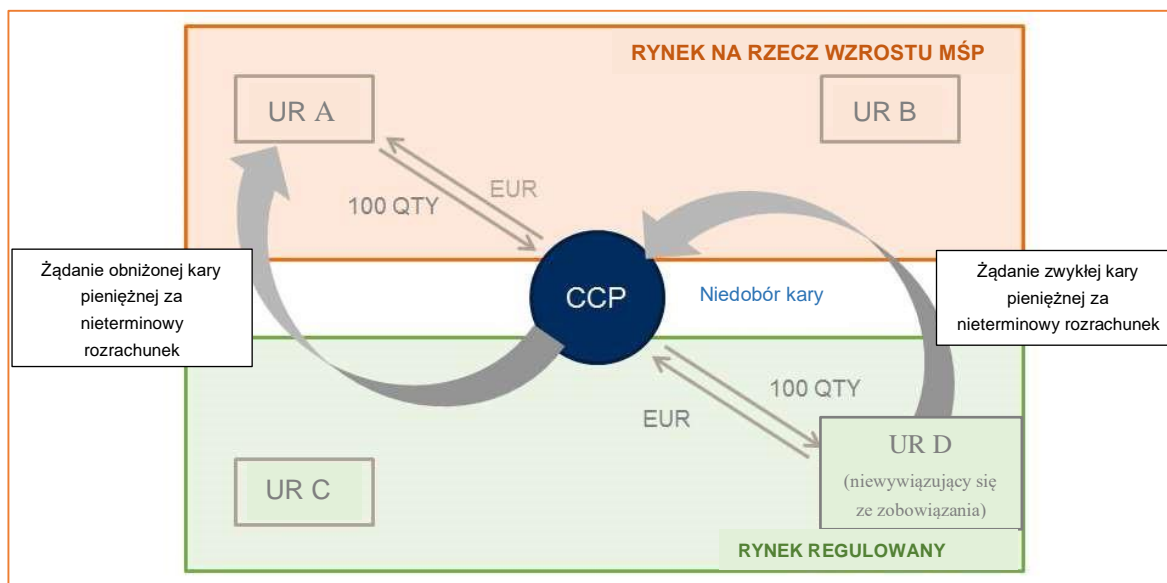 RYNEK NA RZECZ WZROSTU MŚP
UR A
UR B
EUR
100 QTY
Żądanie obniżonej kary
pieniężnej za
nieterminowy
rozrachunek
CCP
Niedobór kary
Żądanie zwykłej kary
pieniężnej za
nieterminowy rozrachunek
100 QTY
EUR
UR D
(niewywiązujący się
ze zobowiązania)
UR C
RYNEK REGULOWANY